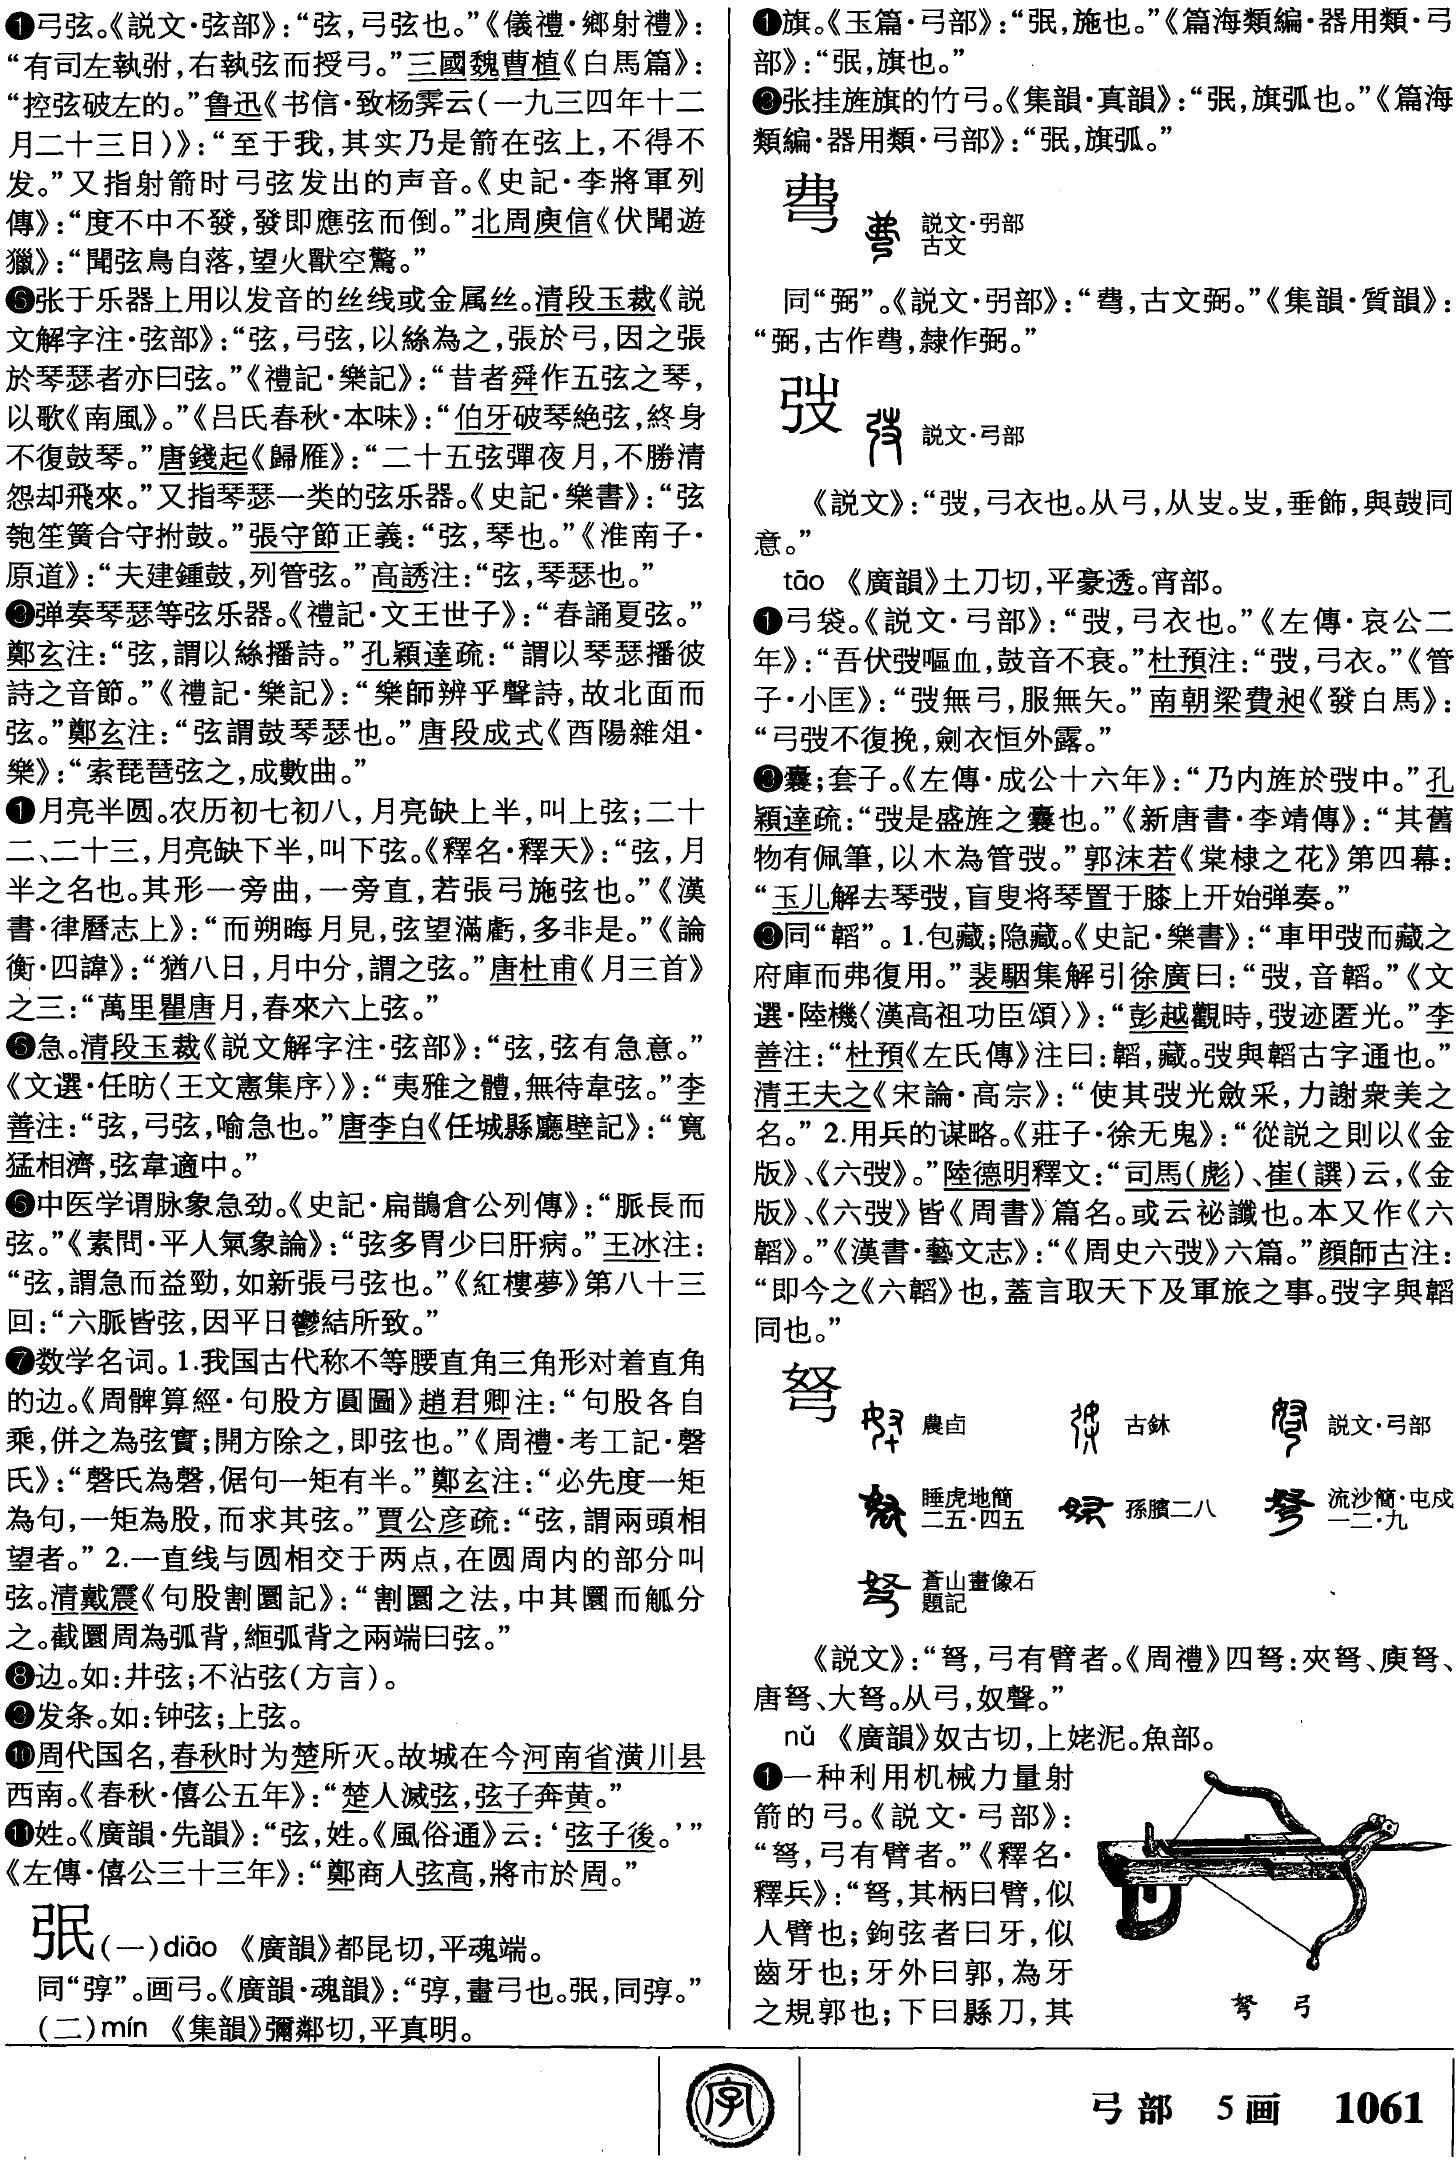 ❶弓弦。《説文·弦部》：“弦，弓弦也。”《儀禮·鄉射禮》：
“有司左執弣，右執弦而授弓。”三國魏曹植《白馬篇》：
“控弦破左的。”鲁迅《书信·致杨霁云（一九三四年十二
月二十三日）》：“至于我，其实乃是箭在弦上，不得不
发。”又指射箭时弓弦发出的声音。《史記·李將軍列
傳》：“度不中不發，發即應弦而倒。”北周庾信《伏聞遊
獵》：“聞弦鳥自落，望火獸空驚。”
❻张于乐器上用以发音的丝线或金属丝。清段玉裁《説
文解字注·弦部》：“弦，弓弦，以絲為之，張於弓，因之張
於琴瑟者亦曰弦。”《禮記·樂記》：“昔者舜作五弦之琴，
以歌《南風》。”《吕氏春秋·本味》：“伯牙破琴絶弦，終身
不復鼓琴。”唐錢起《歸雁》：“二十五弦彈夜月，不勝清
怨却飛來。”又指琴瑟一类的弦乐器。《史記·樂書》：“弦
匏笙簧合守拊鼓。”張守節正義：“弦，琴也。”《淮南子·
原道》：“夫建鍾鼓，列管弦。”高誘注：“弦，琴瑟也。”
❸弹奏琴瑟等弦乐器。《禮記·文王世子》：“春誦夏弦。”
鄭玄注：“弦，謂以絲播詩。”孔穎達疏：“謂以琴瑟播彼
詩之音節。”《禮記·樂記》：“樂師辨乎聲詩，故北面而
弦。”鄭玄注：“弦謂鼓琴瑟也。”唐段成式《酉陽雜俎·
樂》：“索琵琶弦之，成數曲。”
❶月亮半圆。农历初七初八，月亮缺上半，叫上弦；二十
二、二十三，月亮缺下半，叫下弦。《釋名·釋天》：“弦，月
半之名也。其形一旁曲，一旁直，若張弓施弦也。”《漢
書·律曆志上》：“而朔晦月見，弦望滿虧，多非是。”《論
衡·四諱》：“猶八日，月中分，謂之弦。”唐杜甫《月三首》
之三：“萬里瞿唐月，春來六上弦。”
❺急。清段玉裁《説文解字注·弦部》：“弦，弦有急意。”
《文選·任昉〈王文憲集序〉》：“夷雅之體，無待韋弦。”李
善注：“弦，弓弦，喻急也。”唐李白《任城縣廳壁記》：“寬
猛相濟，弦韋適中。”
❻中医学谓脉象急劲。《史記·扁鵲倉公列傳》：“脈長而
弦。”《素問·平人氣象論》：“弦多胃少曰肝病。”王冰注：
“弦，謂急而益勁，如新張弓弦也。”《紅樓夢》第八十三
回：“六脈皆弦，因平日鬱結所致。”
❼数学名词。1.我国古代称不等腰直角三角形对着直角
的边。《周髀算經·句股方圓圖》趙君卿注：“句股各自
乘，併之為弦實；開方除之，即弦也。”《周禮·考工記·磬
氏》：“磬氏為磬，倨句一矩有半。”鄭玄注：“必先度一矩
為句，一矩為股，而求其弦。”賈公彦疏：“弦，謂兩頭相
望者。”2.一直线与圆相交于两点，在圆周内的部分叫
弦。清戴震《句股割圜記》：“割圜之法，中其圜而觚分
之。截圜周為弧背，縆弧背之兩端曰弦。”
❽边。如：井弦；不沾弦（方言）。
❸发条。如：钟弦；上弦。
❿周代国名，春秋时为楚所灭。故城在今河南省潢川县
西南。《春秋·僖公五年》：“楚人滅弦，弦子奔黄。”
⓫姓。《廣韻·先韻》：“弦，姓。《風俗通》云：‘弦子後。’”
《左傳·僖公三十三年》：“鄭商人弦高，將市於周。”
弤（一）diāo 《廣韻》都昆切，平魂端。
同“弴”。画弓。《廣韻·魂韻》：“弴，畫弓也。弤，同弴。”
（二）mín 《集韻》彌鄰切，平真明。
❶旗。《玉篇·弓部》：“弤，施也。”《篇海類編·器用類·弓
部》：“弤，旗也。”
❸张挂旌旗的竹弓。《集韻·真韻》：“弤，旗弧也。”《篇海
類編·器用類·弓部》：“弤，旗弧。”
説文·弜部
古文
同“弼”。《説文·弜部》：“，古文弼。”《集韻·質韻》：
“弼，古作，隸作弼。”
弢 説文·弓部
《説文》：“弢，弓衣也。从弓，从㞢。㞢，垂飾，與鼓同
意。”
tāo 《廣韻》土刀切，平豪透。宵部。
❶弓袋。《説文·弓部》：“弢，弓衣也。”《左傳·哀公二
年》：“吾伏弢嘔血，鼓音不衰。”杜預注：“弢，弓衣。”《管
子·小匡》：“弢無弓，服無矢。”南朝梁費昶《發白馬》：
“弓弢不復挽，劍衣恒外露。”
❸囊；套子。《左傳·成公十六年》：“乃内旌於弢中。”孔
穎達疏：“弢是盛旌之囊也。”《新唐書·李靖傳》：“其舊
物有佩筆，以木為管弢。”郭沫若《棠棣之花》第四幕：
“玉儿解去琴弢，盲叟将琴置于膝上开始弹奏。”
❸同“韜”。1.包藏；隐藏。《史記·樂書》：“車甲弢而藏之
府庫而弗復用。”裴駰集解引徐廣曰：“弢，音韜。”《文
選·陸機〈漢高祖功臣頌〉》：“彭越觀時，弢迹匿光。”李
善注：“杜預《左氏傳》注曰：韜，藏。弢與韜古字通也。”
清王夫之《宋論·高宗》：“使其弢光斂采，力謝衆美之
名。”2.用兵的谋略。《莊子·徐无鬼》：“從説之則以《金
版》、《六弢》。”陸德明釋文：“司馬（彪）、崔（譔）云，《金
版》、《六弢》皆《周書》篇名。或云祕讖也。本又作《六
韜》。”《漢書·藝文志》：“《周史六弢》六篇。”顔師古注：
“即今之《六韜》也，蓋言取天下及軍旅之事。弢字與韜
同也。”
弩 農卣 古鉥 説文·弓部
睡虎地簡 孫臏二八 流沙簡·屯戍
二五·四五 一二·九
蒼山畫像石
題記
《説文》：“弩，弓有臂者。《周禮》四弩：夾弩、庾弩、
唐弩、大弩。从弓，奴聲。”
nǔ 《廣韻》奴古切，上姥泥。魚部。
❶一种利用机械力量射
箭的弓。《説文·弓部》：
“弩，弓有臂者。”《釋名·
釋兵》：“弩，其柄曰臂，似
人臂也；鉤弦者曰牙，似
齒牙也；牙外曰郭，為牙
之規郭也；下曰縣刀，其
弩 弓
字
弓部 5画 1061